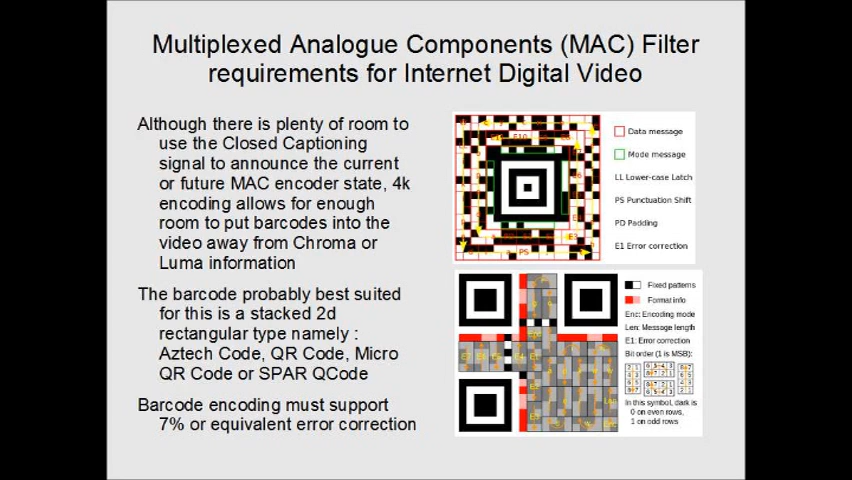 Multiplexed Analogue Components (MAC) Filter
requirements for Internet Digital Video
Although there is plenty of room to
use the Closed Captioning
signal to announce the current
or future MAC encoder state, 4k
encoding allows for enough
room to put barcodes into the
video away from Chroma or
Luma information
The barcode probably best suited
for this is a stacked 2d
rectangular type namely :
Aztech Code, QR Code, Micro
QR Code or SPAR QCode
Barcode encoding must support
7% or equivalent error correction
Data message
Mode message
LL Lower-case Latch
PS Punctuation Shift
PD Padding
E1 Error correction
Fixed patterns
Format info
Enc: Encoding mode
Len: Message length
E1: Error correction
Bit order (1 is MSB):
In this symbol, dark is
0 on even rows,
1 on odd rows